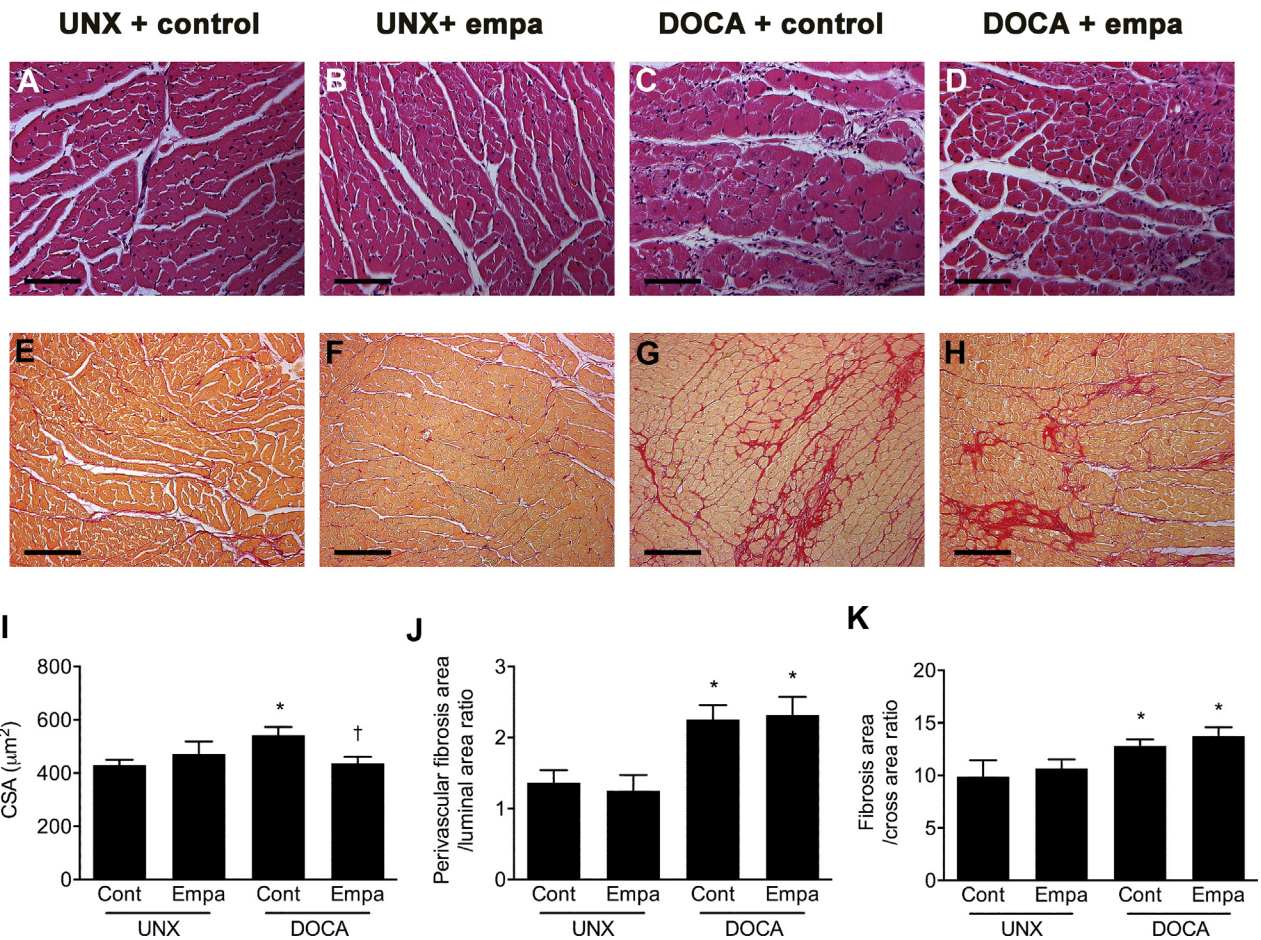 UNX + control UNX+ empa DOCA + control DOCA + empa
A B C D
E F G H
I
800
600
400
200
0
CSA (μm²)
*
†
Cont Empa Cont Empa
UNX DOCA
J
3
2
1
0
Perivascular fibrosis area
/luminal area ratio
* *
Cont Empa Cont Empa
UNX DOCA
K
20
15
10
5
0
Fibrosis area
/cross area ratio
* *
Cont Empa Cont Empa
UNX DOCA